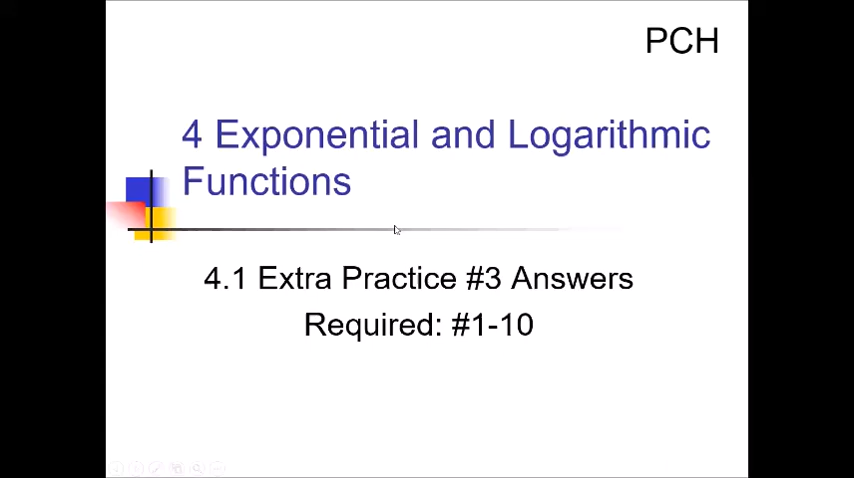 PCH
4 Exponential and Logarithmic
Functions
4.1 Extra Practice #3 Answers
Required: #1-10